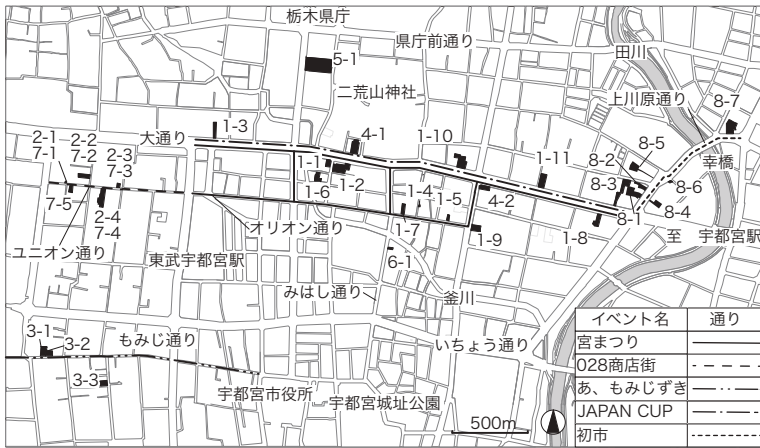 栃木県庁
県庁前通り
田川
5-1
二荒山神社
上川原通り
8-7
大通り
1-3
4-1
1-10
8-5
2-1 2-2 2-3
7-1 7-2 7-3
1-11
8-2
幸橋
1-1
1-2
1-6
8-3
8-6
7-5
2-4
7-4
1-4
1-5
4-2
8-4
8-1
ユニオン通り
オリオン通り
1-7
1-9
1-8
至 宇都宮駅
東武宇都宮駅
6-1
みはし通り
釜川
3-1
3-2
もみじ通り
いちょう通り
3-3
宇都宮市役所
宇都宮城址公園
500m
イベント名 通り
宮まつり
028商店街
あ、もみじずき
JAPAN CUP
初市